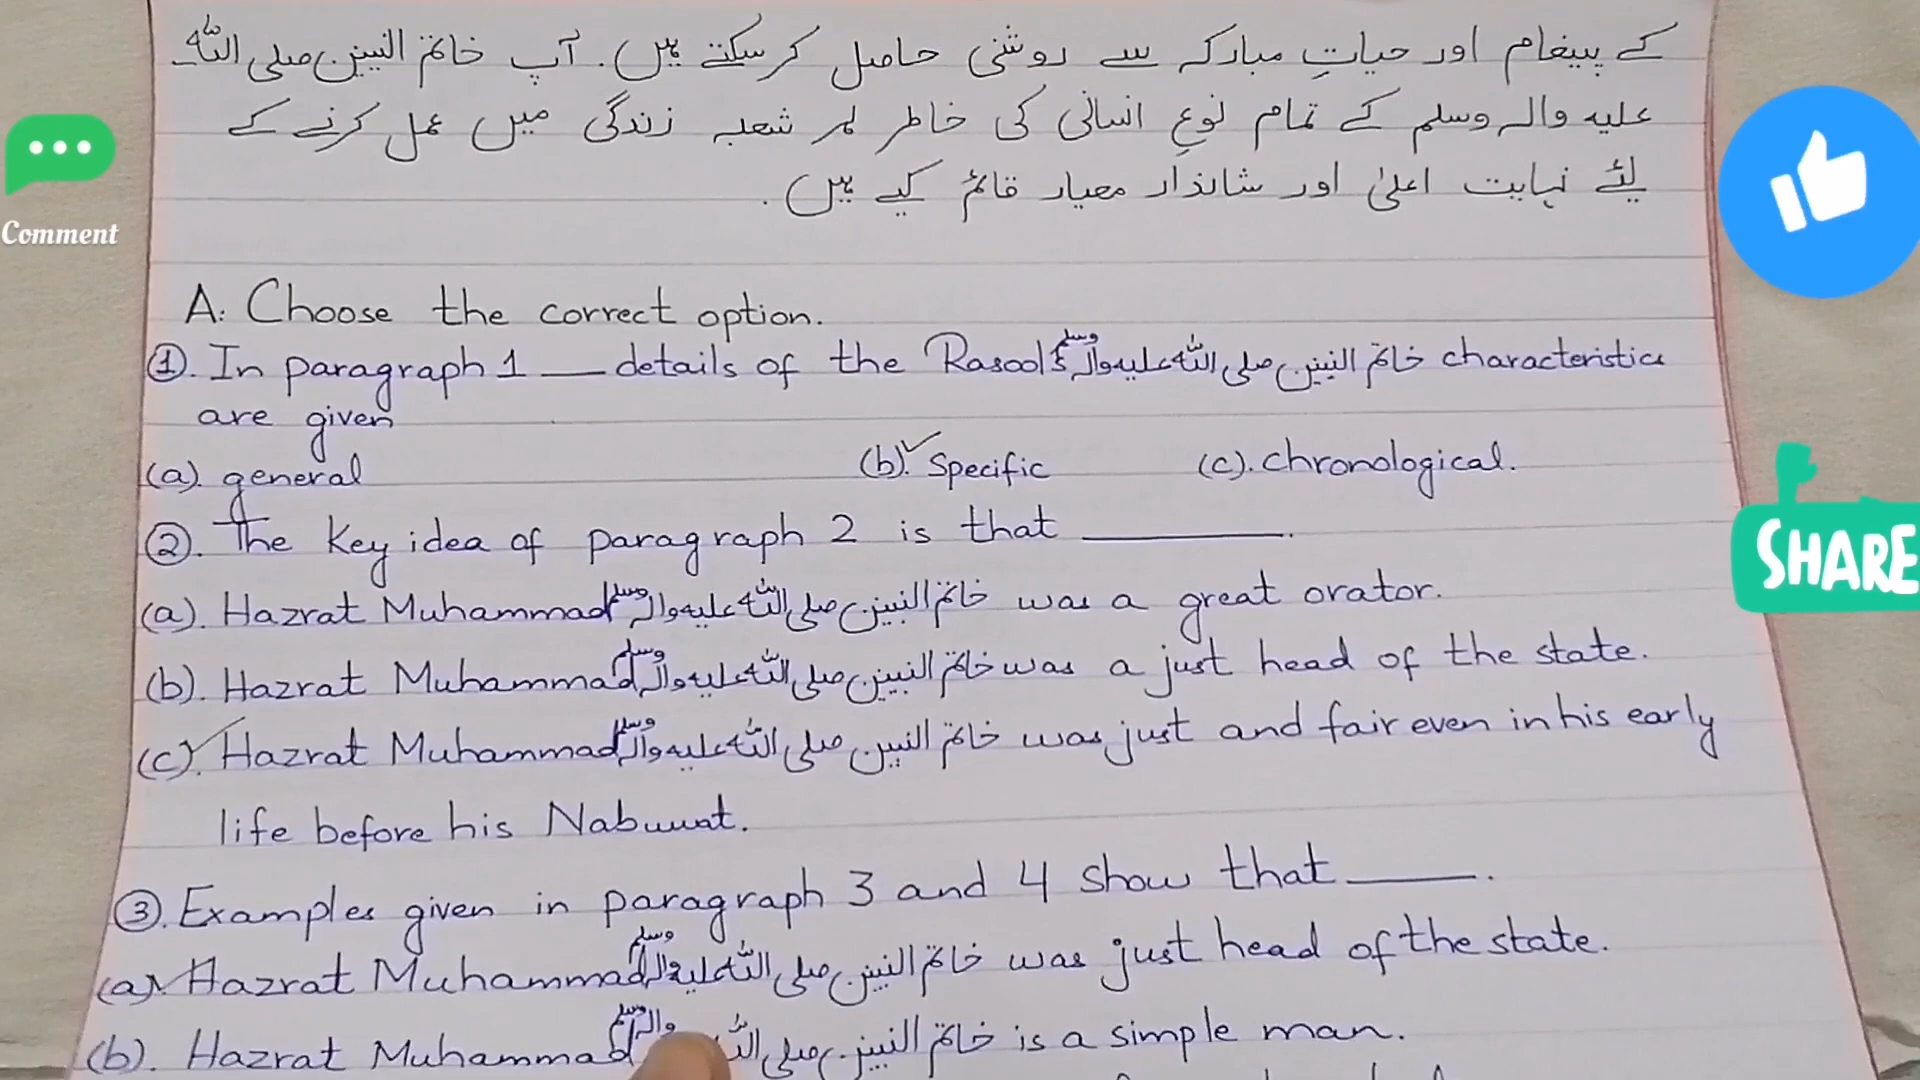 کے پیغام اور حیاتِ مبارکہ سے روشنی حاصل کرسکتے ہیں. آپ خاتم النبیین صلی اللہ
علیہ والہ وسلم کے تمام نوعِ انسانی کی خاطر ہر شعبہ زندگی میں عمل کرنے کے
لئے نہایت اعلیٰ اور شاندار معیار قائم کیے ہیں.
Comment
A: Choose the correct option.
①. In paragraph 1 ___ details of the Rasool's خاتم النبیین صلی اللہ علیہ والہ وسلم characteristics
are given
(a). general (b). ✓ Specific (c). chronological.
②. The Key idea of paragraph 2 is that ________.
(a). Hazrat Muhammad خاتم النبیین صلی اللہ علیہ والہ وسلم was a great orator.
(b). Hazrat Muhammad خاتم النبیین صلی اللہ علیہ والہ وسلم was a just head of the state.
(c). ✓ Hazrat Muhammad خاتم النبین صلی اللہ علیہ والہ وسلم was just and fair even in his early
life before his Nabuwat.
SHARE
③. Examples given in paragraph 3 and 4 show that _____.
(a). ✓ Hazrat Muhammad خاتم النبیین صلی اللہ علیہ والہ وسلم was just head of the state.
(b). Hazrat Muhammad خاتم النبیین صلی اللہ والہ وسلم is a simple man.